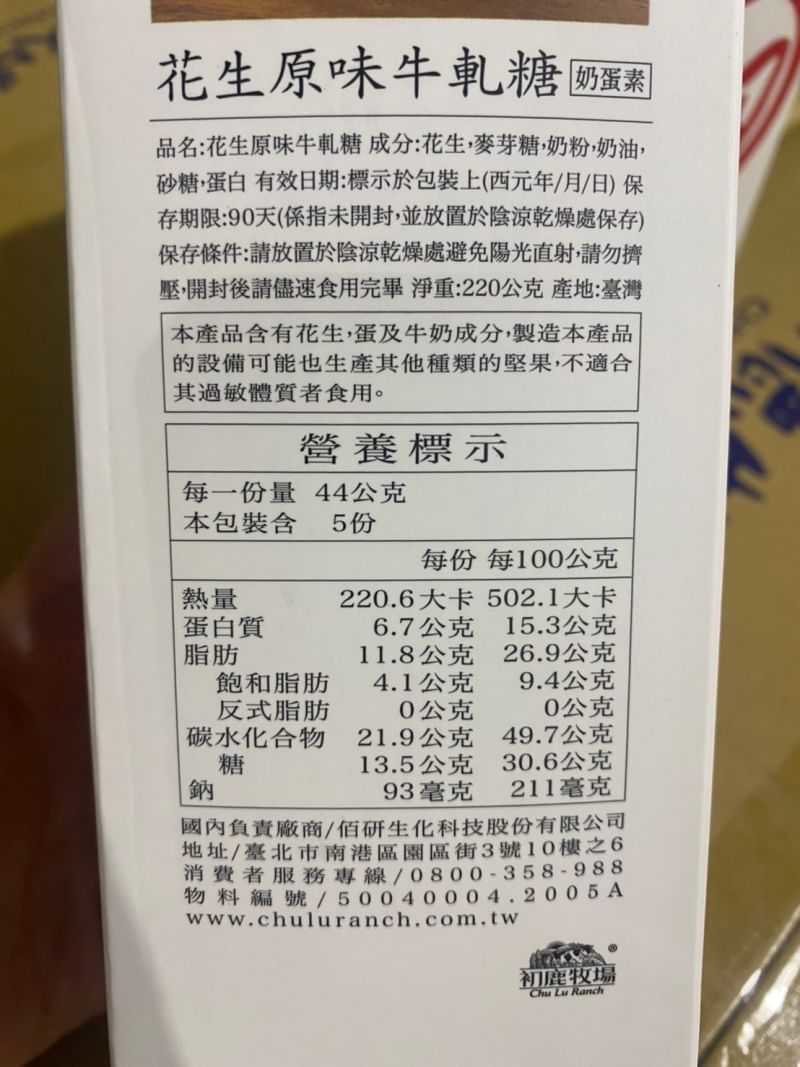 花生原味牛軋糖 奶蛋素
品名:花生原味牛軋糖 成分:花生,麥芽糖,奶粉,奶油,
砂糖,蛋白 有效日期:標示於包裝上(西元年/月/日) 保
存期限:90天(係指未開封,並放置於陰涼乾燥處保存)
保存條件:請放置於陰涼乾燥處避免陽光直射,請勿擠
壓,開封後請儘速食用完畢 淨重:220公克 產地:臺灣
本產品含有花生,蛋及牛奶成分,製造本產品
的設備可能也生產其他種類的堅果,不適合
其過敏體質者食用。
營養標示
每一份量 44公克
本包裝含 5份
每份 每100公克
熱量 220.6大卡 502.1大卡
蛋白質 6.7公克 15.3公克
脂肪 11.8公克 26.9公克
飽和脂肪 4.1公克 9.4公克
反式脂肪 0公克 0公克
碳水化合物 21.9公克 49.7公克
糖 13.5公克 30.6公克
鈉 93毫克 211毫克
國內負責廠商/佰研生化科技股份有限公司
地址/臺北市南港區園區街3號10樓之6
消費者服務專線/0800-358-988
物料編號/50040004.2005A
www.chuluranch.com.tw
初鹿牧場®
Chu Lu Ranch